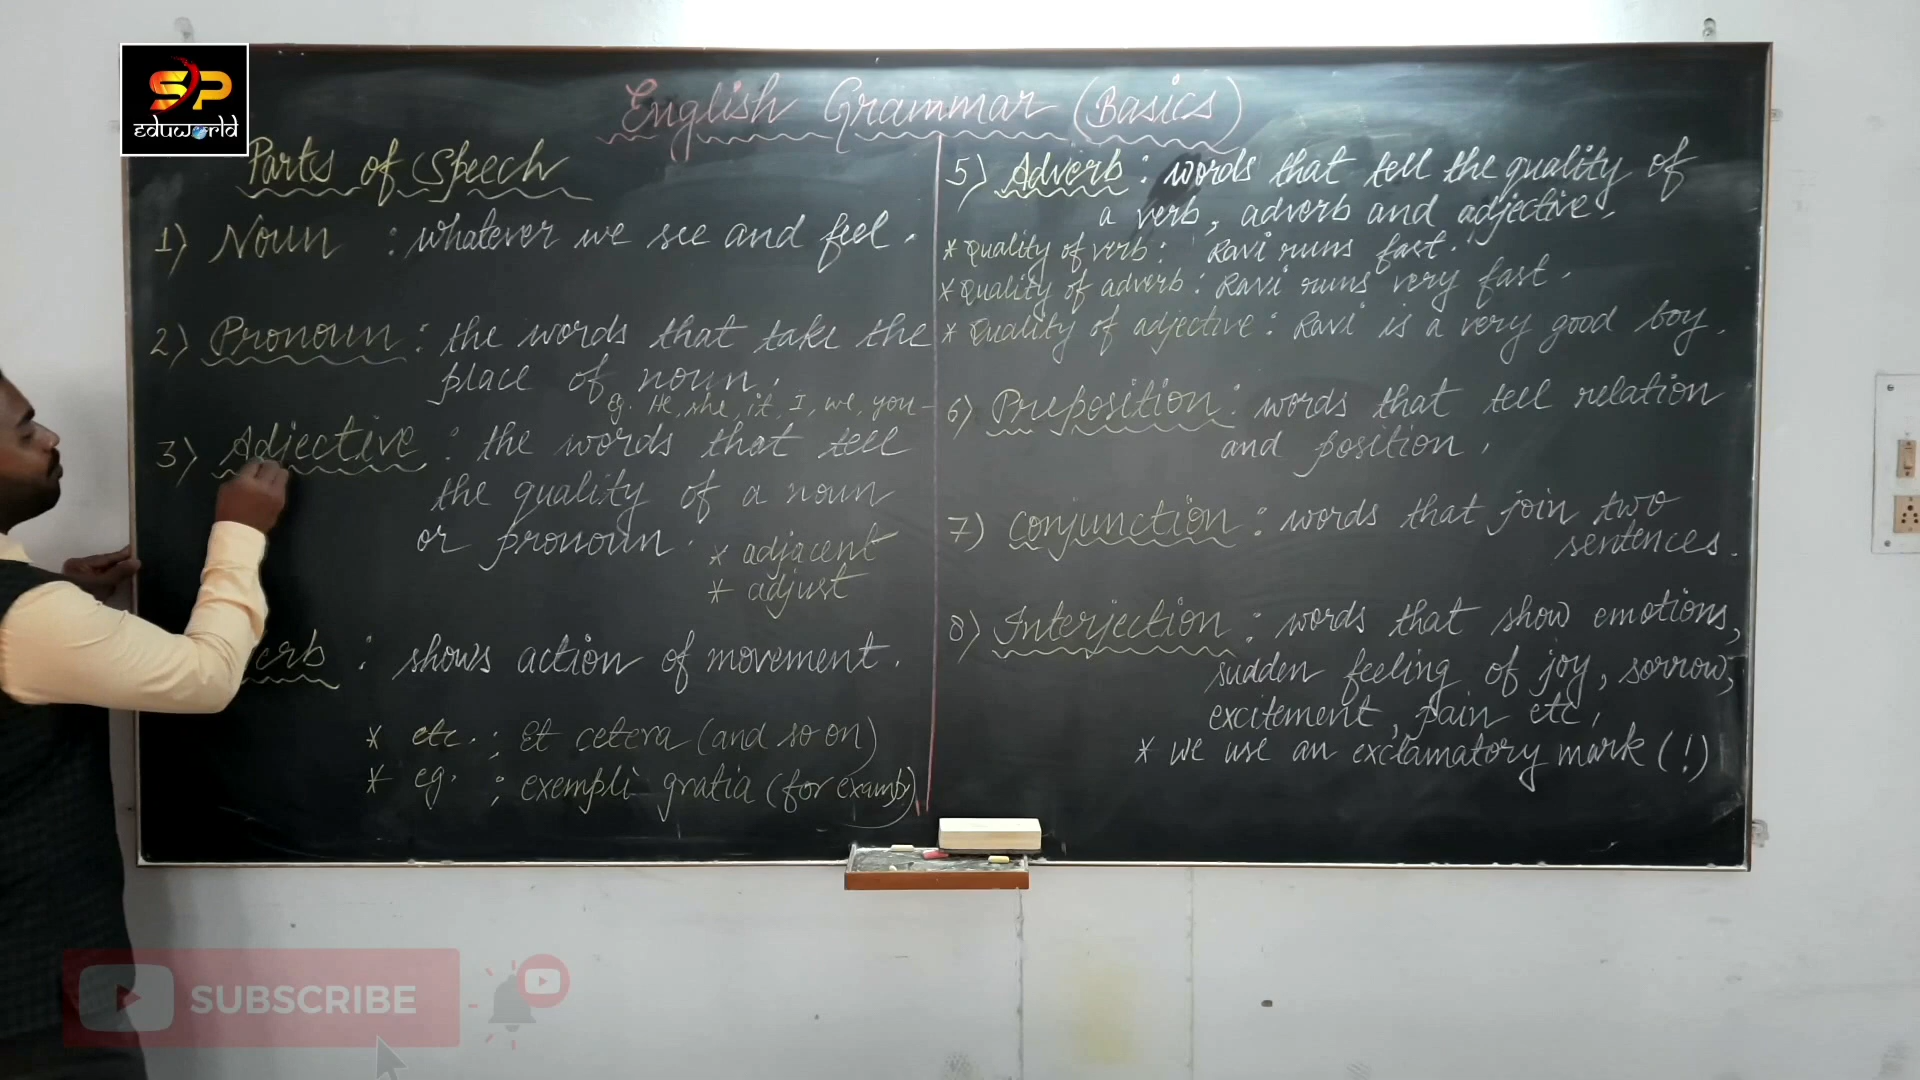 SP
eduworld
English Grammar (Basics)
Parts of Speech
1) Noun : whatever we see and feel.
2) Pronoun : the words that take the
place of noun.
eg. He, she, it, I, we, you-
3) Adjective : the words that tell
the quality of a noun
or pronoun.
* adjacent
* adjust
erb : shows action of movement.
* etc. : Et cetera (and so on)
* eg. : exempli gratia (for example)
5) Adverb : words that tell the quality of
a verb, adverb and adjective.
* Quality of verb : Ravi runs fast.
* Quality of adverb : Ravi runs very fast.
* Quality of adjective : Ravi is a very good boy.
6) Preposition : words that tell relation
and position.
7) Conjunction : words that join two
sentences.
8) Interjection : words that show emotions,
sudden feeling of joy, sorrow,
excitement, pain etc.
* we use an exclamatory mark (!)
SUBSCRIBE